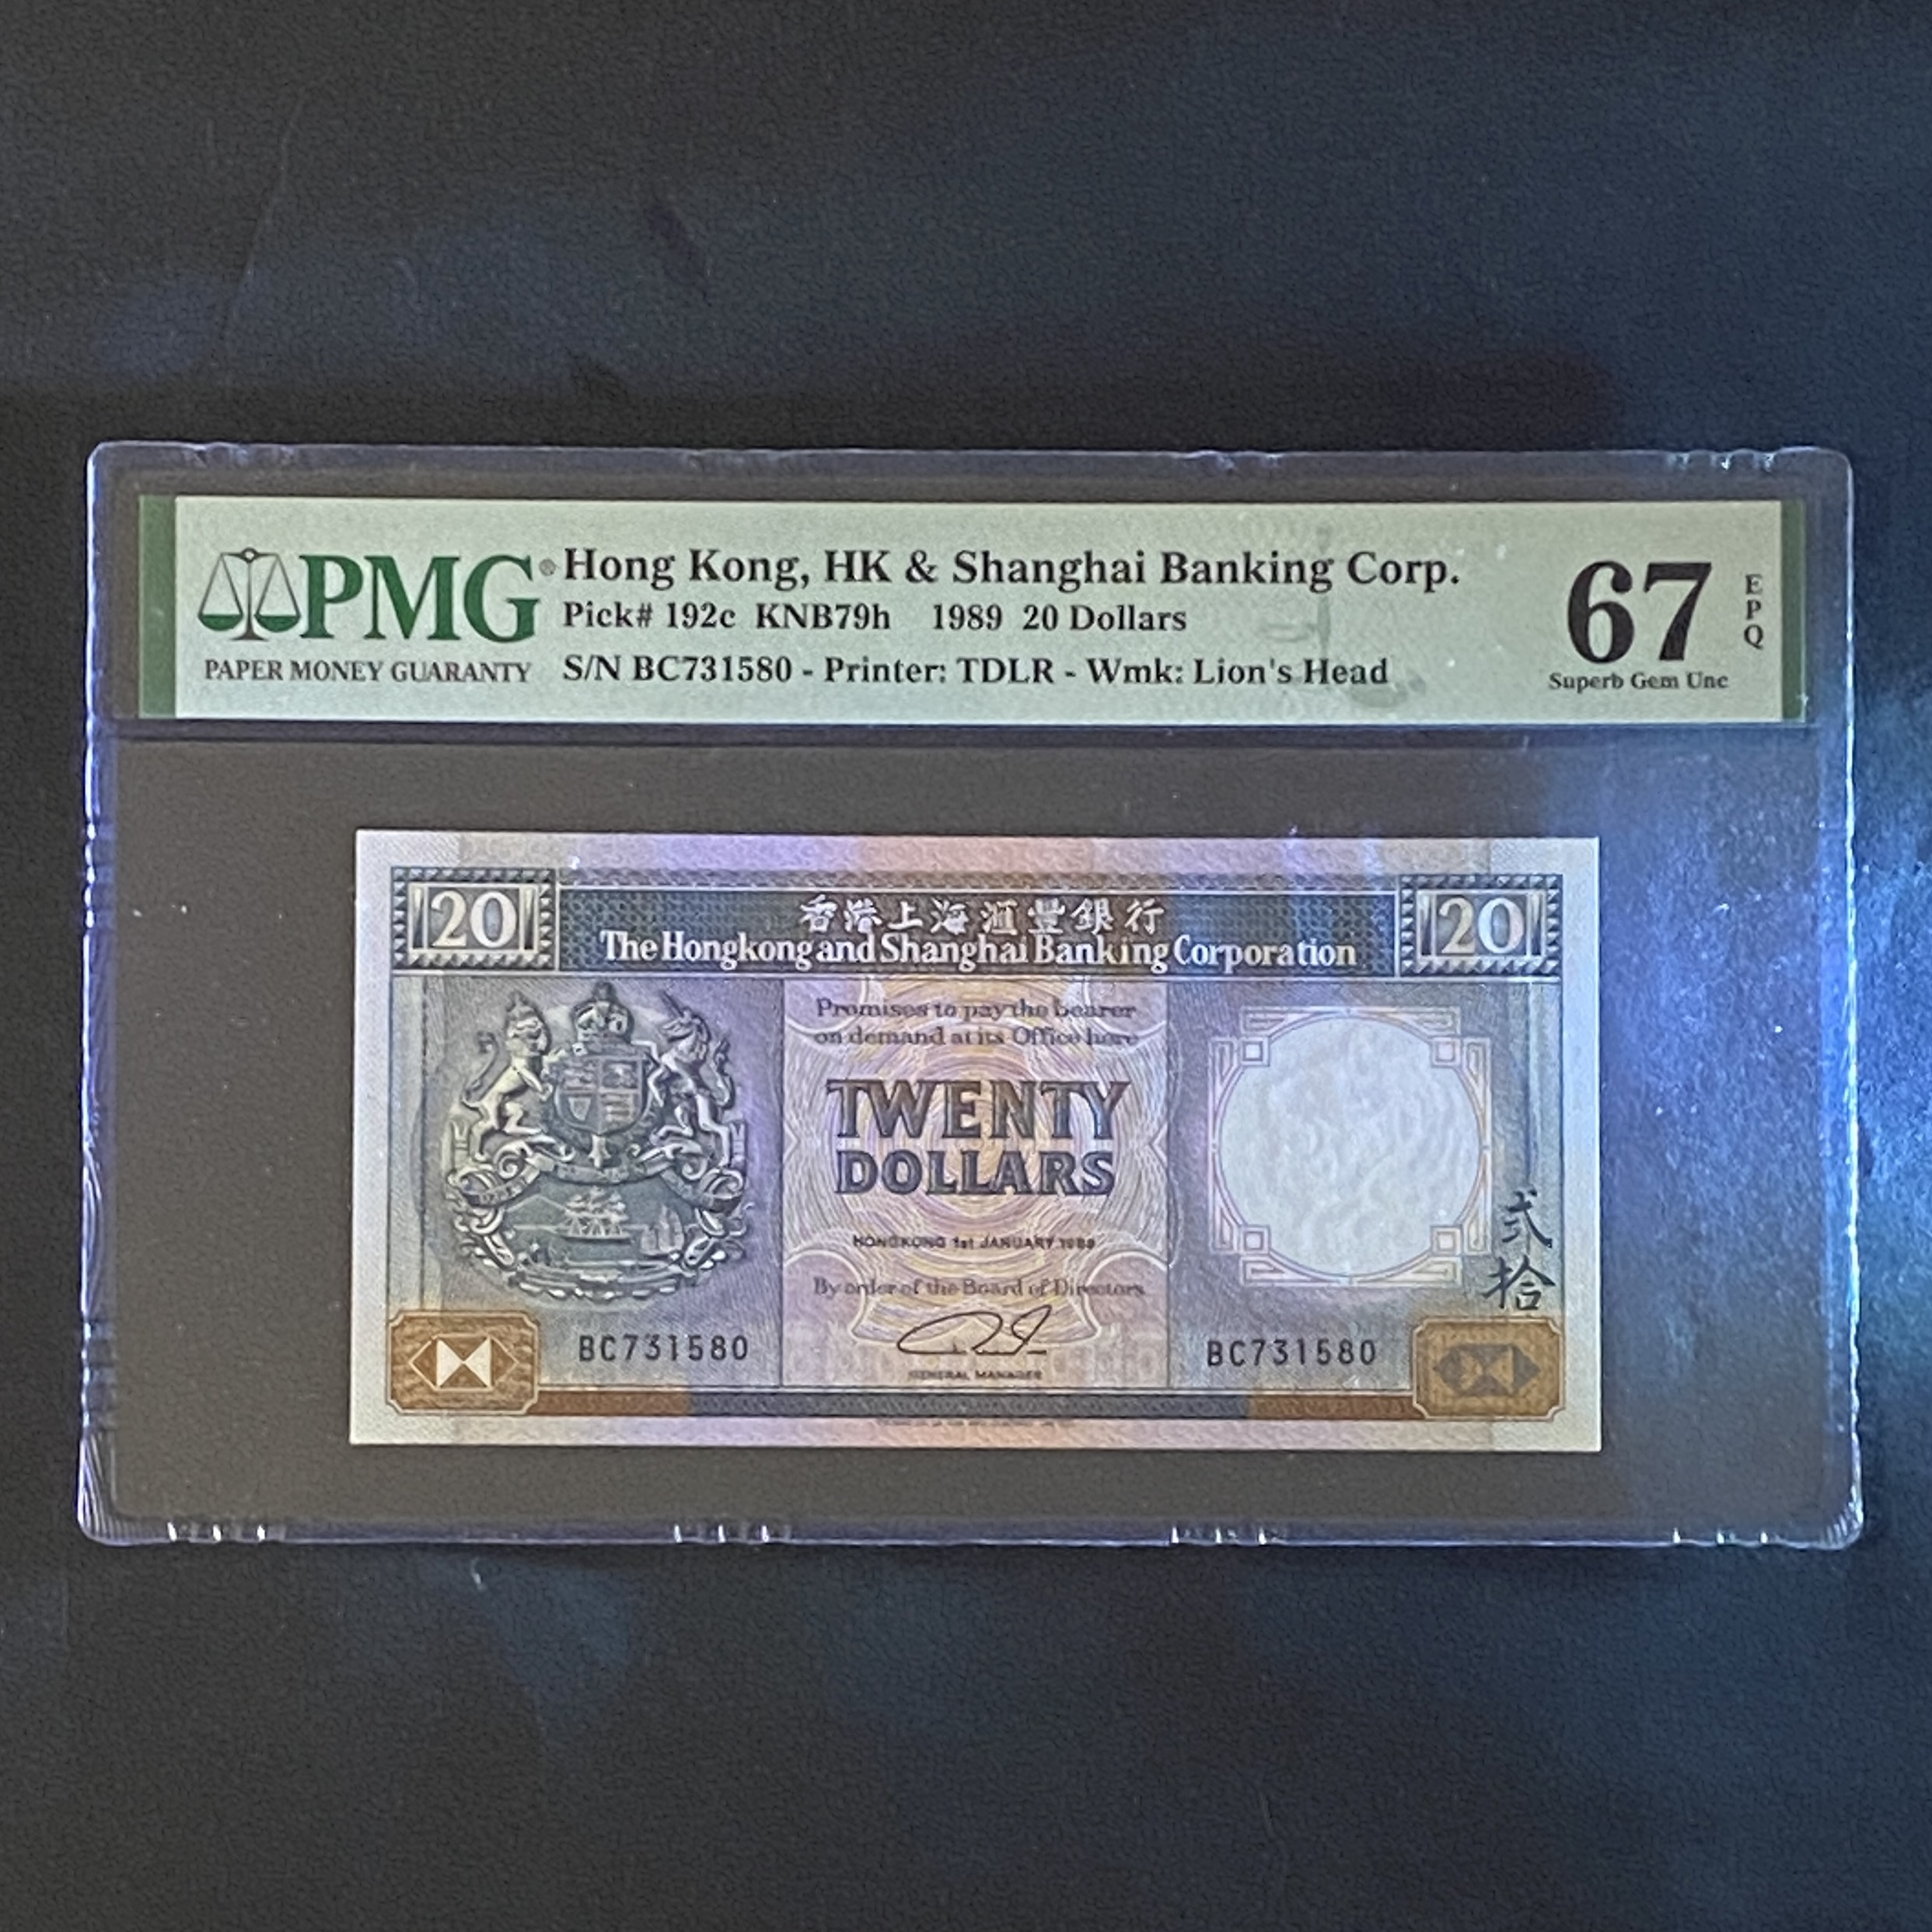 PMG®
PAPER MONEY GUARANTY
Hong Kong, HK & Shanghai Banking Corp.
Pick# 192c KNB79h 1989 20 Dollars
S/N BC731580 - Printer: TDLR - Wmk: Lion's Head
67
EPQ
Superb Gem Unc
20
香港上海滙豐銀行
20
The Hongkong and Shanghai Banking Corporation
Promises to pay the bearer
on demand at its Office here
TWENTY
DOLLARS
HONGKONG 1st JANUARY 1989
By order of the Board of Directors
貳拾
BC731580
BC731580
GENERAL MANAGER